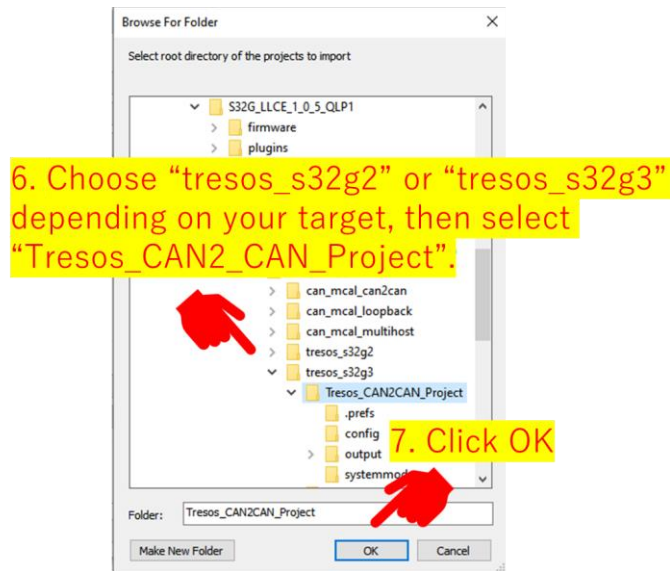 Browse For Folder
Select root directory of the projects to import
S32G_LLCE_1_0_5_QLP1
firmware
plugins
6. Choose “tresos_s32g2” or “tresos_s32g3”
depending on your target, then select
“Tresos_CAN2_CAN_Project”.
can_mcal_can2can
can_mcal_loopback
can_mcal_multihost
tresos_s32g2
tresos_s32g3
Tresos_CAN2CAN_Project
.prefs
config
7. Click OK
output
systemmod
Folder: Tresos_CAN2CAN_Project
Make New Folder OK Cancel